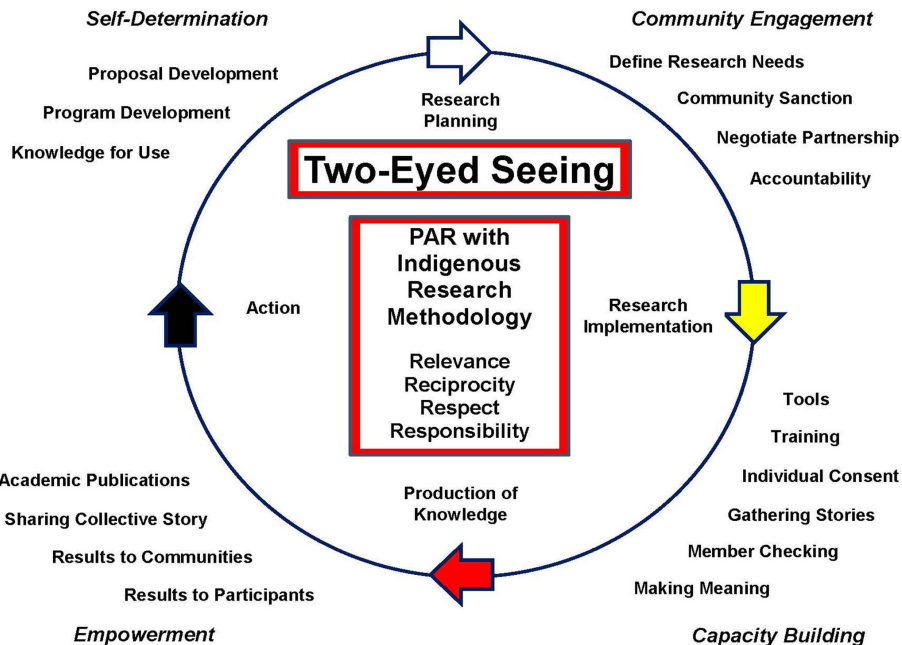 Self-Determination
Community Engagement
Proposal Development
Program Development
Knowledge for Use
Define Research Needs
Community Sanction
Negotiate Partnership
Accountability
Research
Planning
Two-Eyed Seeing
PAR with
Indigenous
Research
Methodology
Relevance
Reciprocity
Respect
Responsibility
Action
Research
Implementation
Tools
Training
Individual Consent
Gathering Stories
Member Checking
Making Meaning
Production of
Knowledge
Academic Publications
Sharing Collective Story
Results to Communities
Results to Participants
Empowerment
Capacity Building